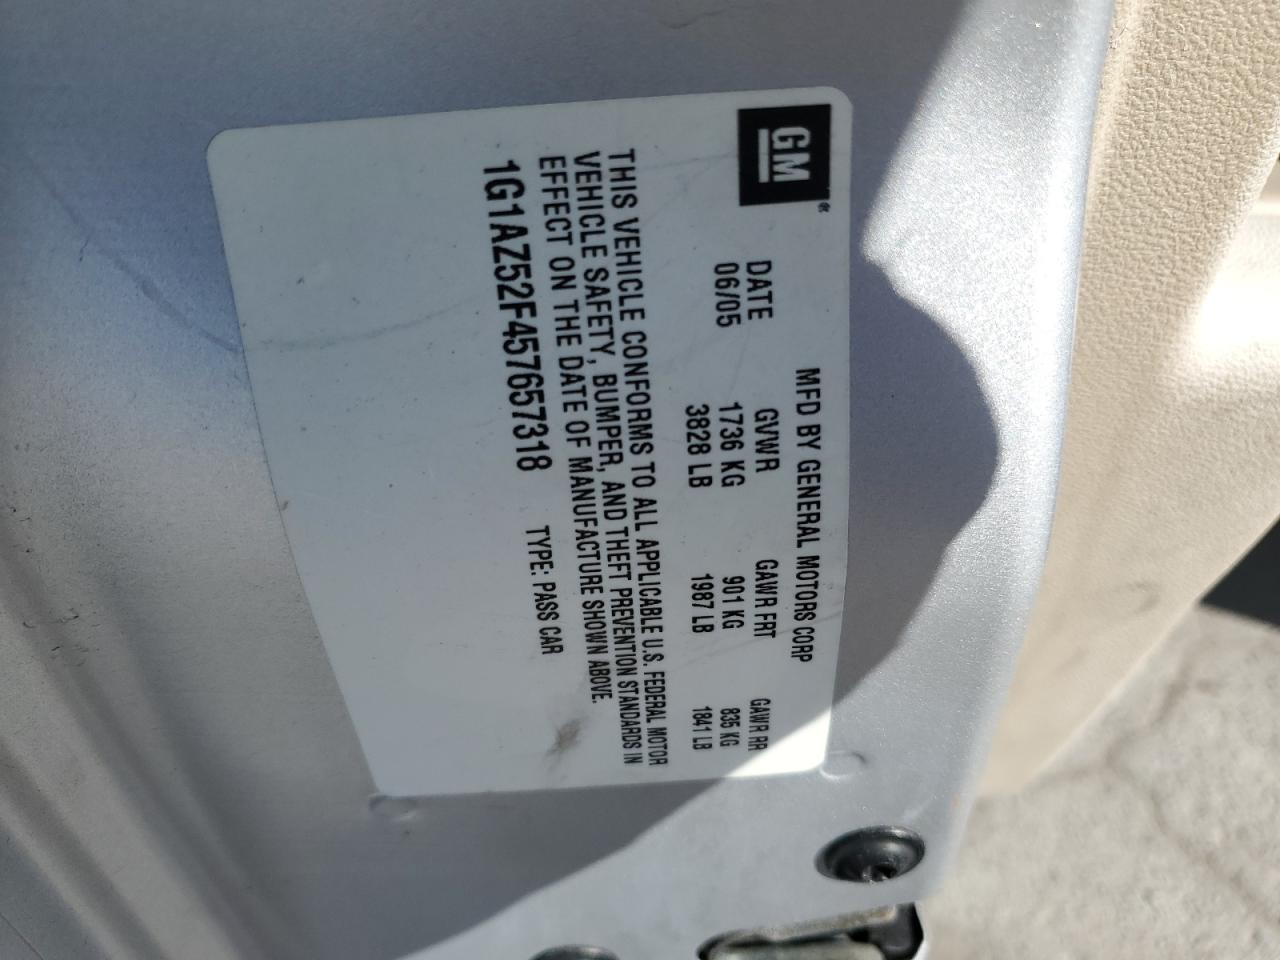 GM®
MFD BY GENERAL MOTORS CORP
DATE GVWR GAWR FRT GAWR RR
06/05 1736 KG 901 KG 835 KG
3828 LB 1987 LB 1841 LB
THIS VEHICLE CONFORMS TO ALL APPLICABLE U.S. FEDERAL MOTOR
VEHICLE SAFETY, BUMPER, AND THEFT PREVENTION STANDARDS IN
EFFECT ON THE DATE OF MANUFACTURE SHOWN ABOVE.
1G1AZ52F457657318 TYPE: PASS CAR